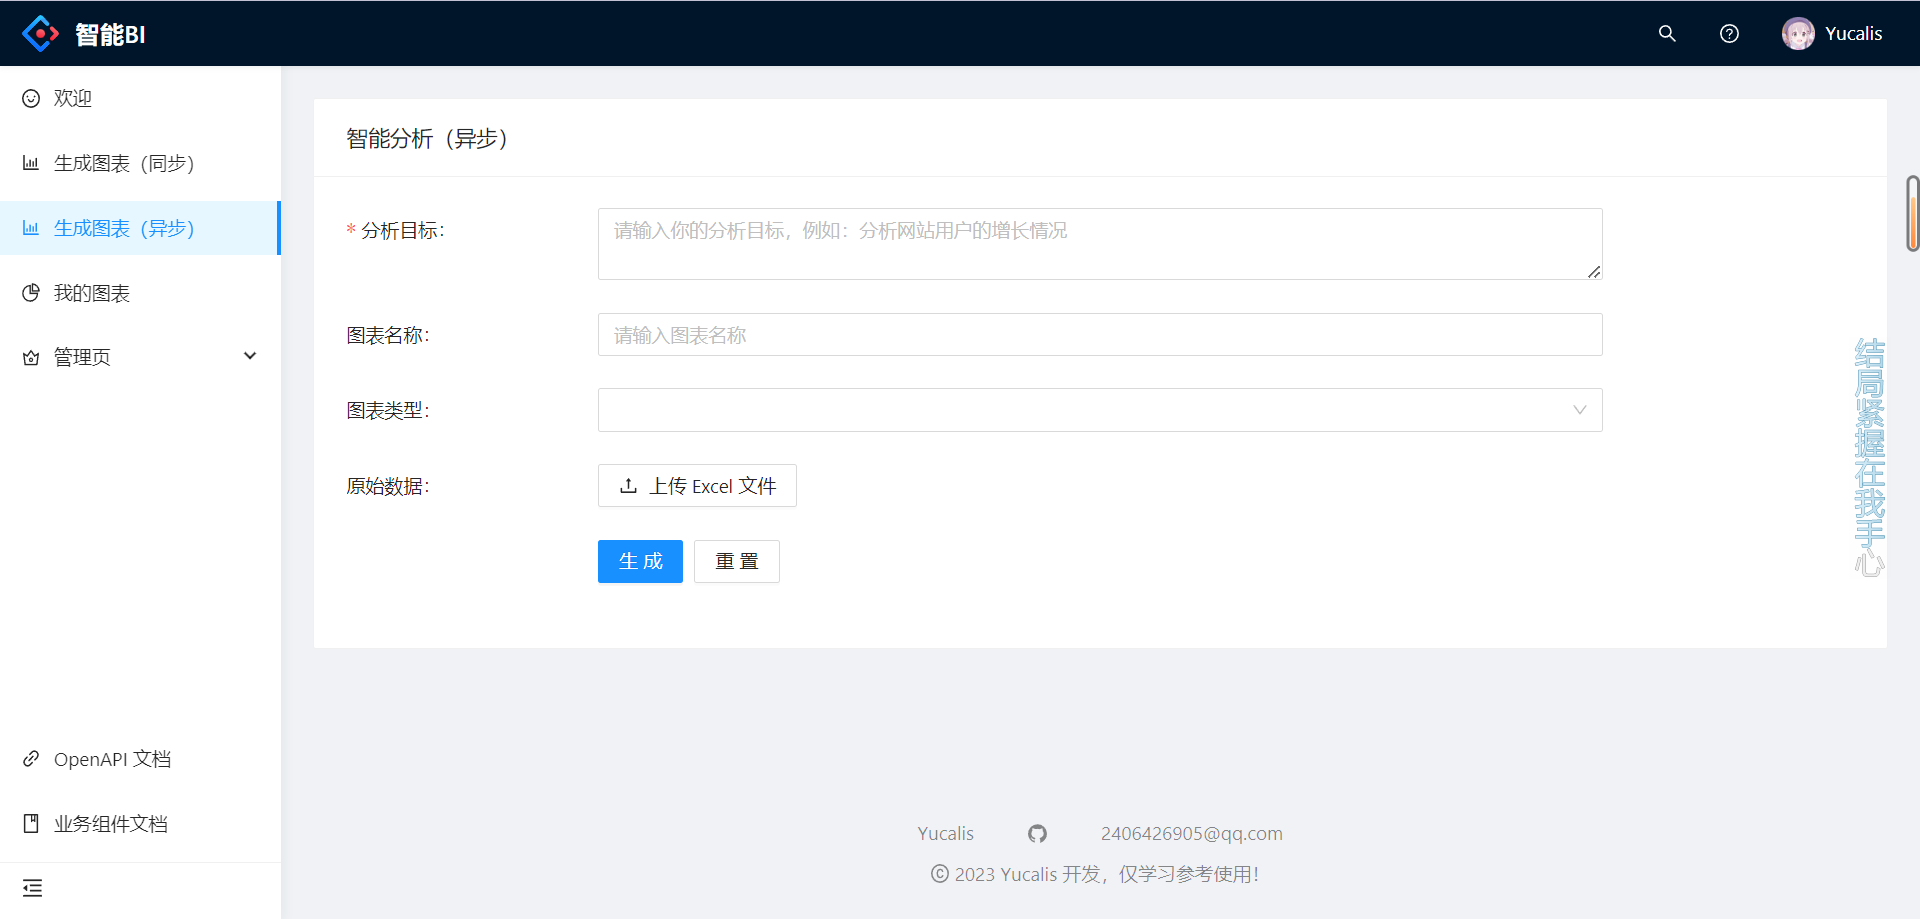 智能BI
Yucalis
欢迎
生成图表（同步）
生成图表（异步）
我的图表
管理页
OpenAPI 文档
业务组件文档
智能分析（异步）
* 分析目标：
请输入你的分析目标，例如：分析网站用户的增长情况
图表名称：
请输入图表名称
图表类型：
原始数据：
上传 Excel 文件
生 成
重 置
结局紧握在我手心
Yucalis
2406426905@qq.com
© 2023 Yucalis 开发，仅学习参考使用！